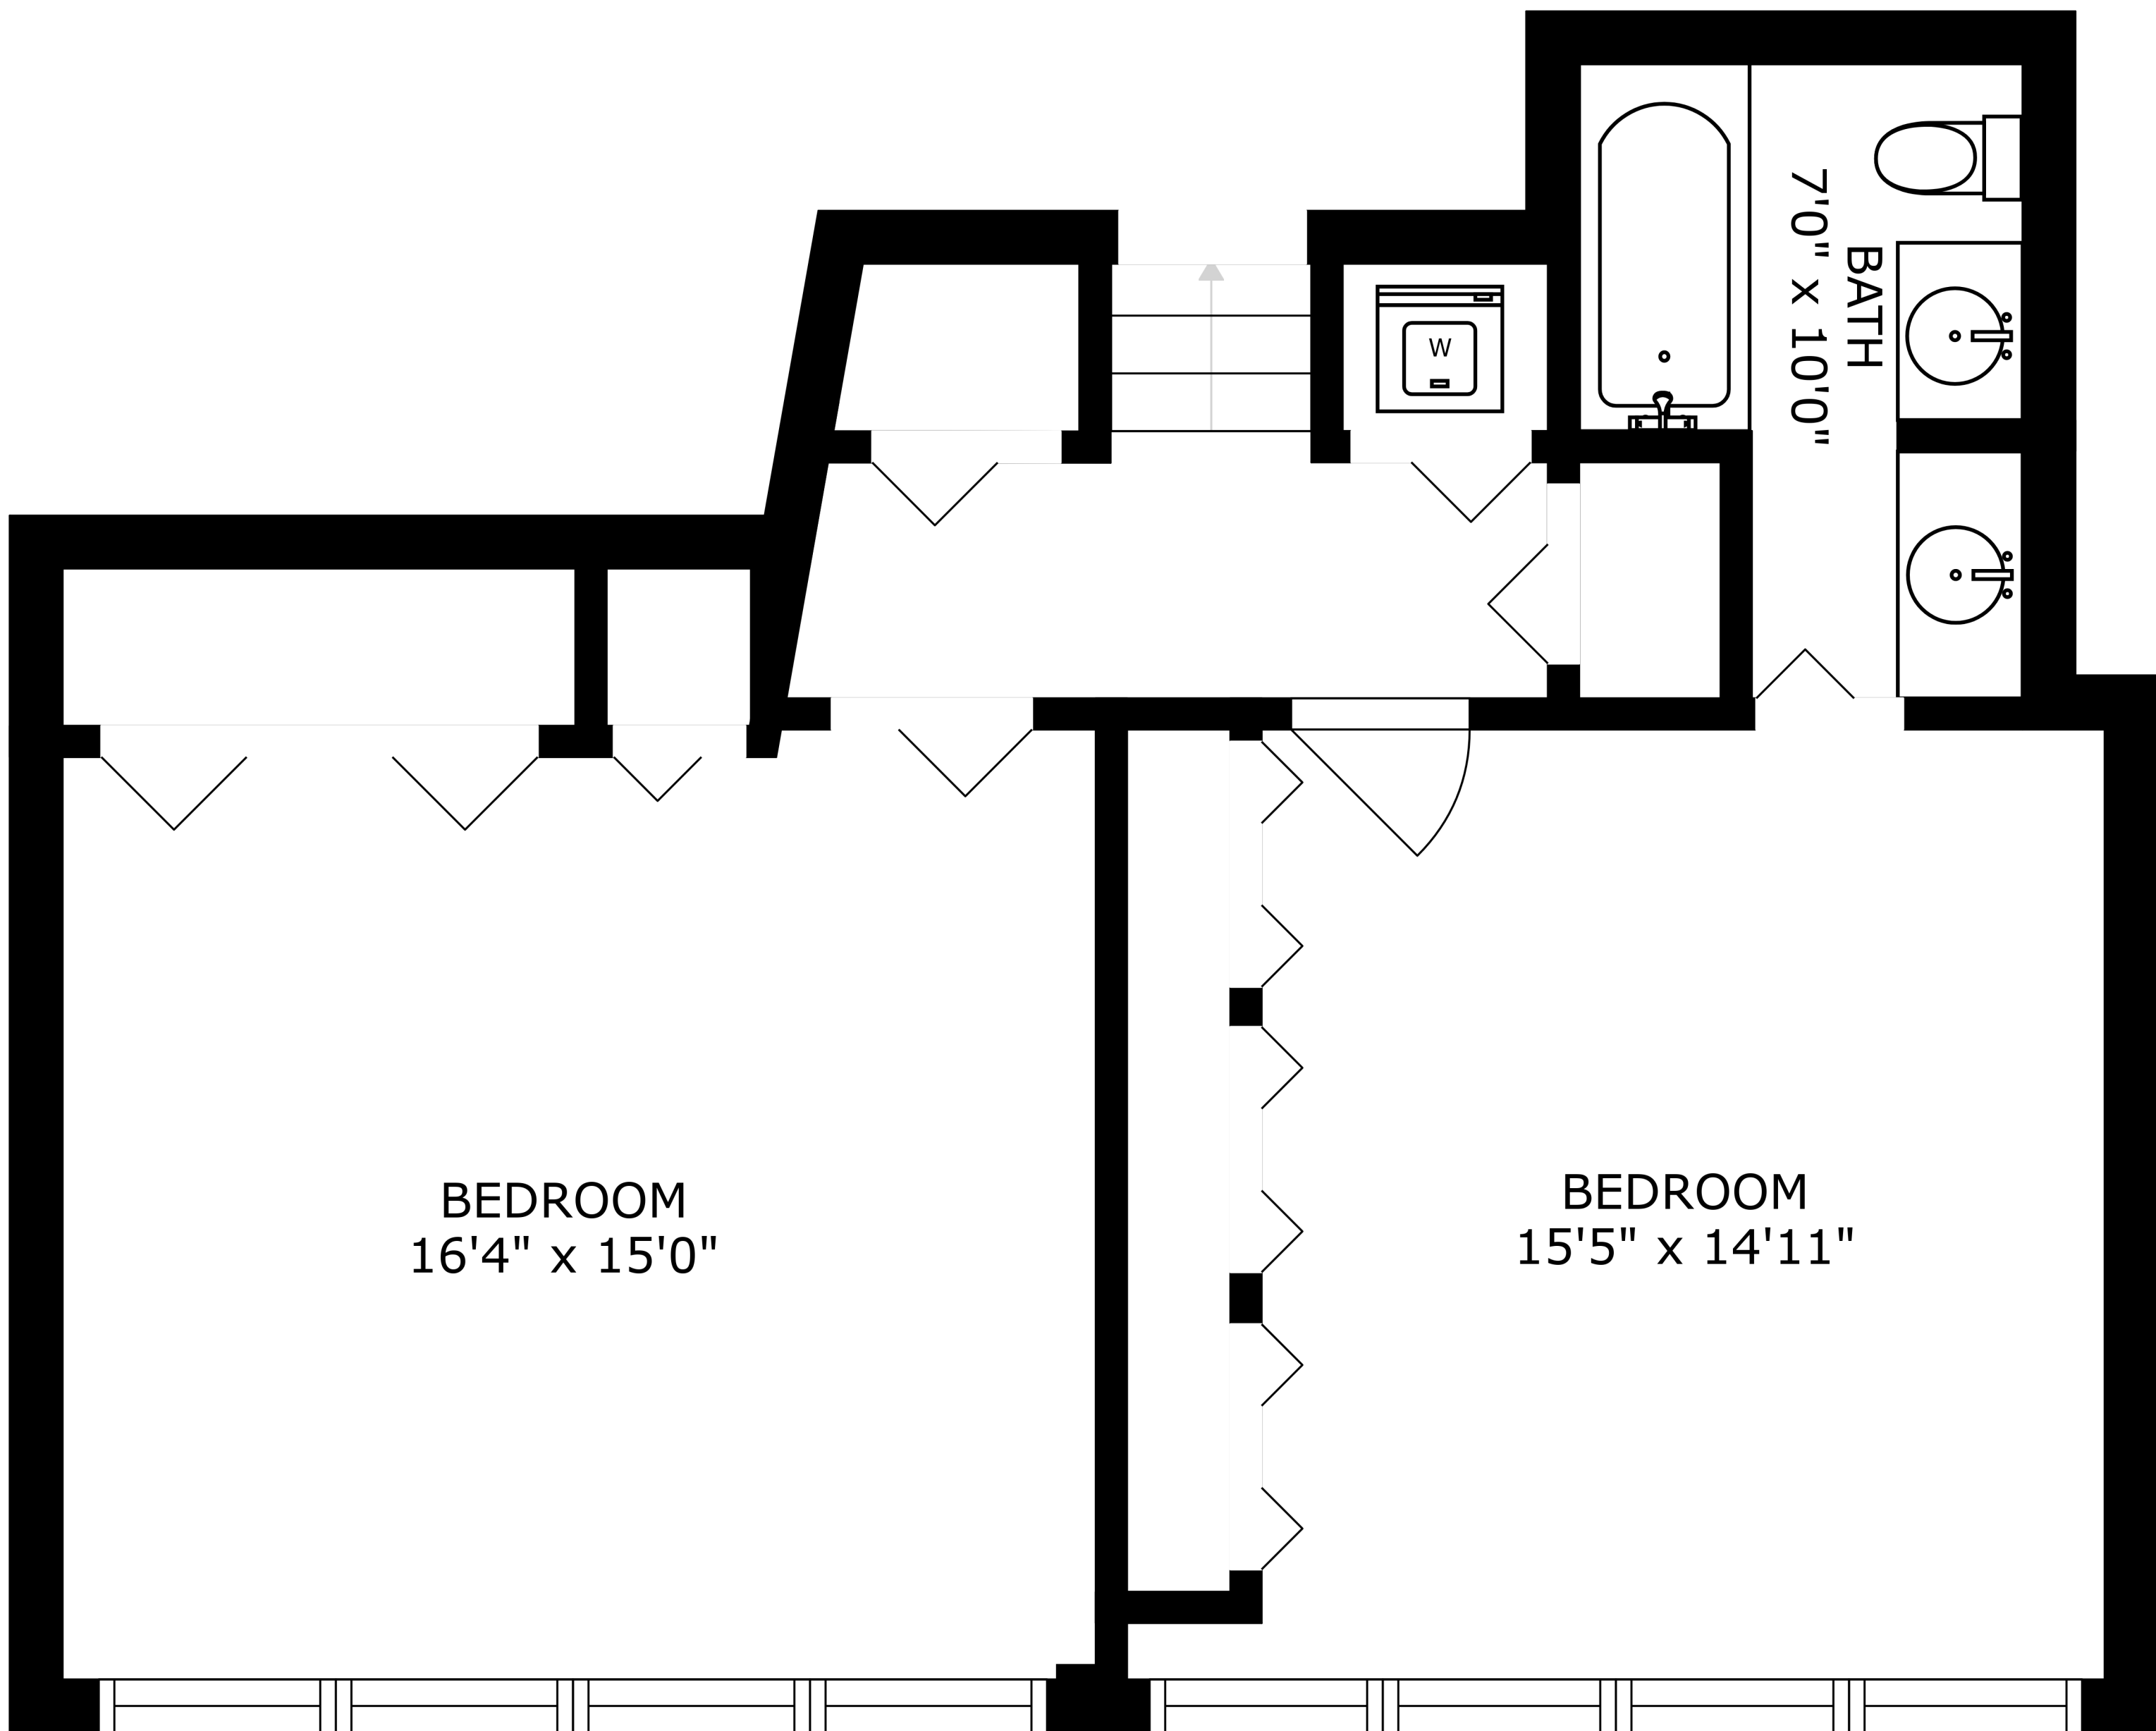 W
BATH
7'0" x 10'0"
BEDROOM
16'4" x 15'0"
BEDROOM
15'5" x 14'11"